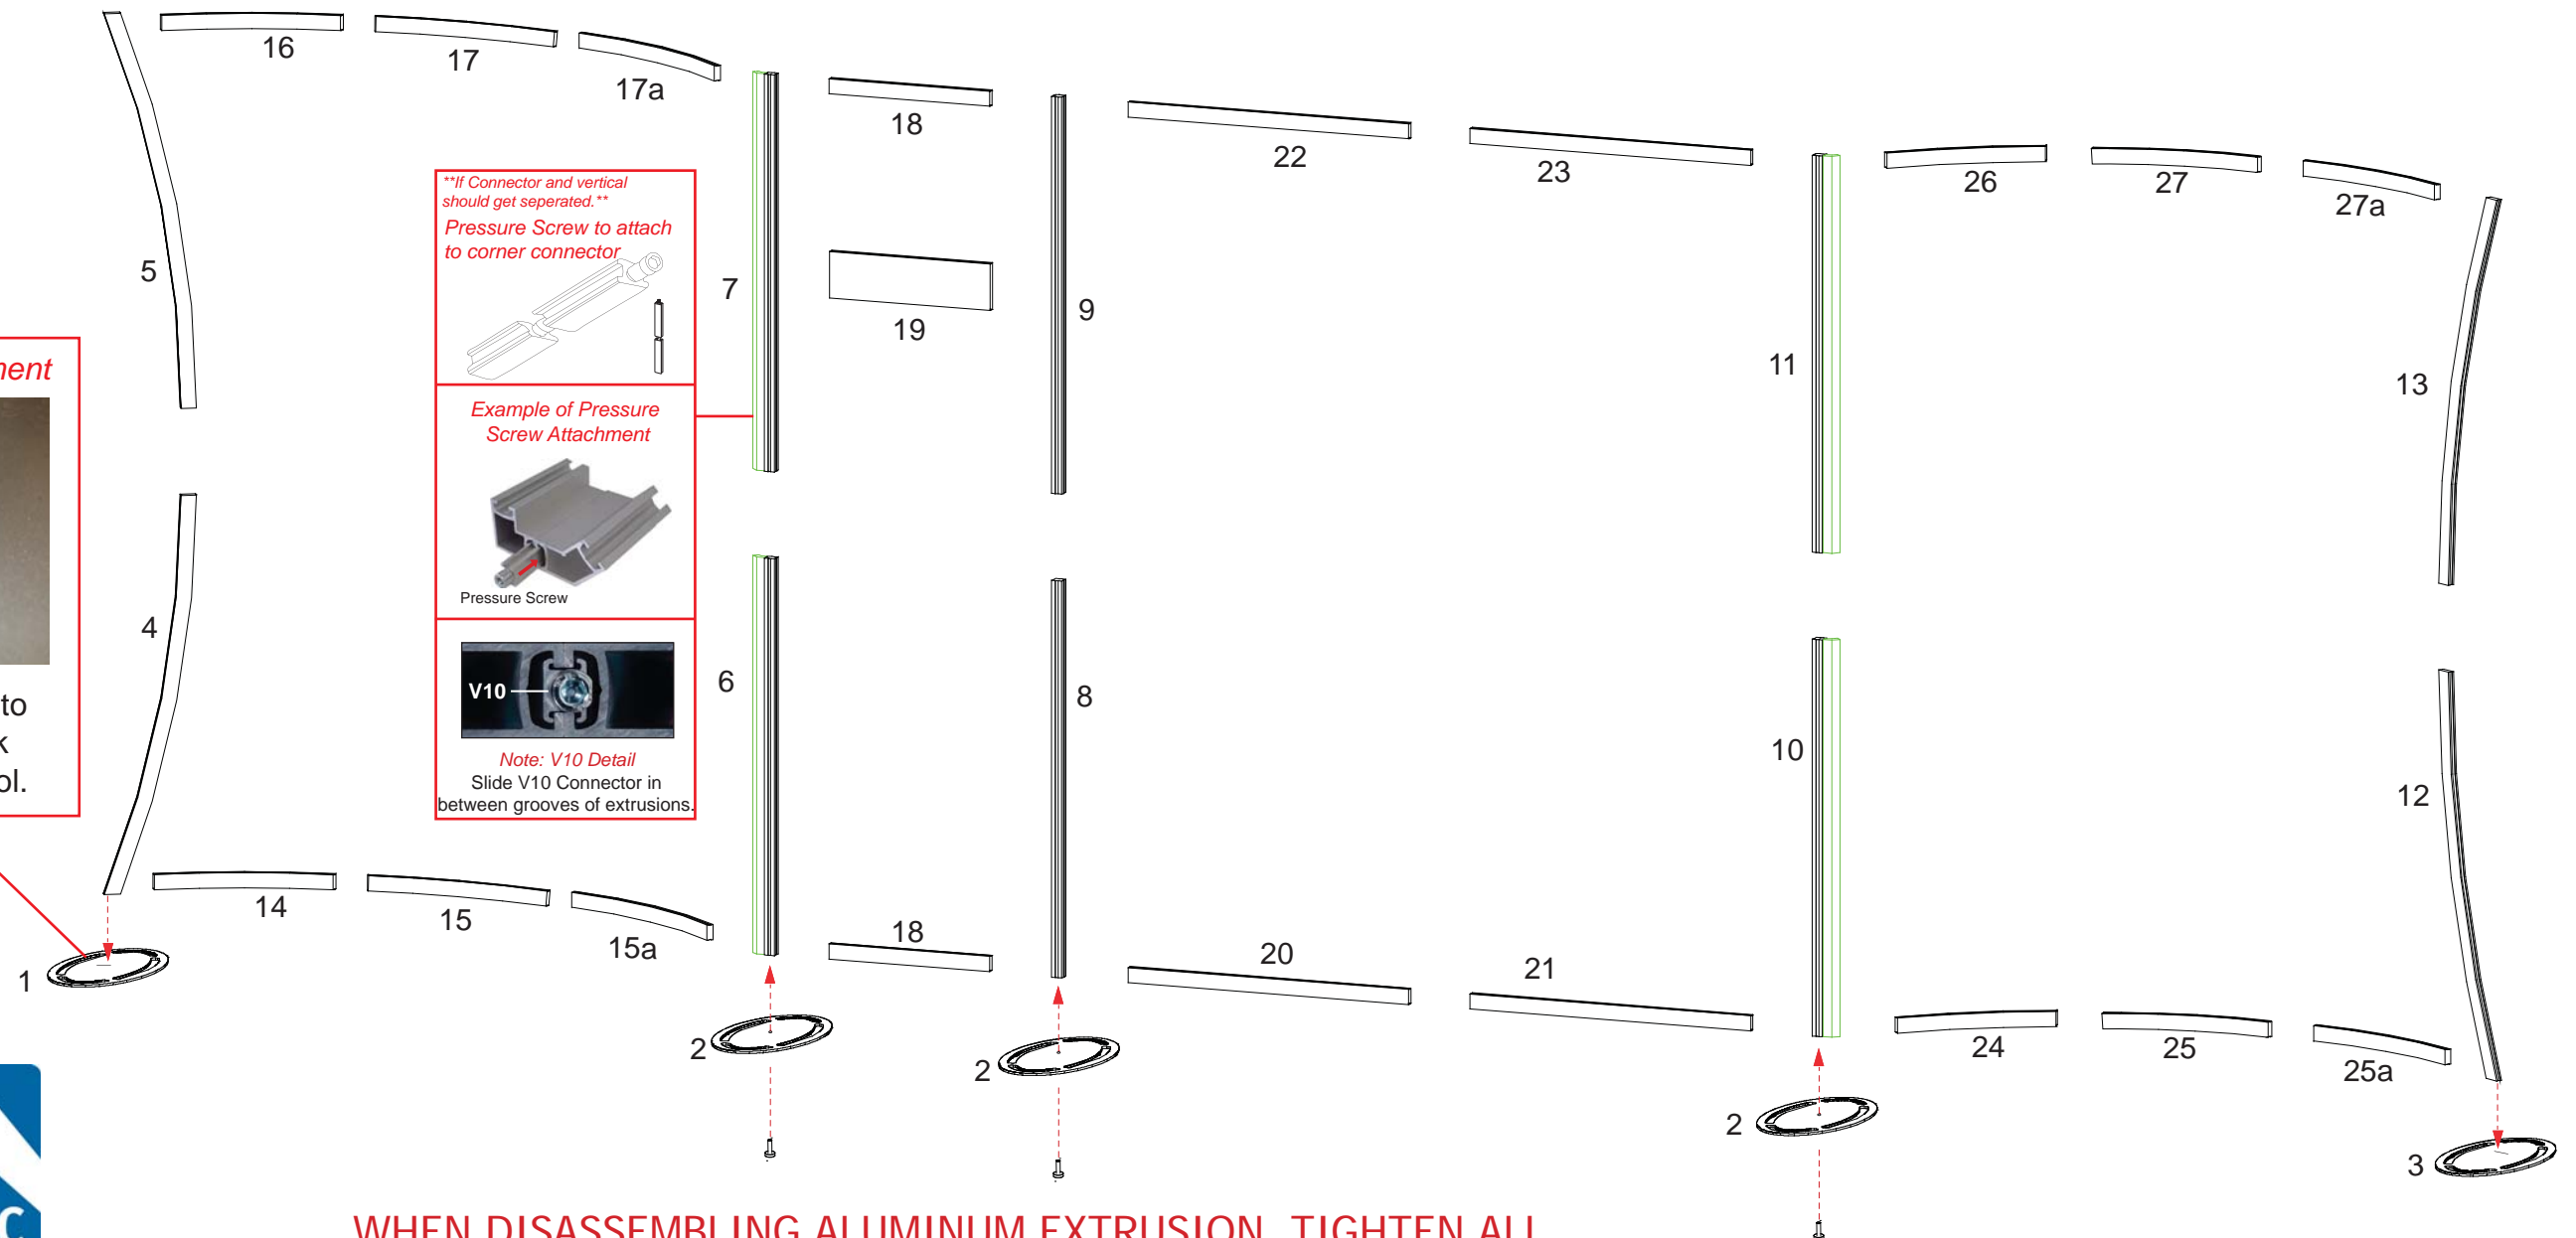 16
17
17a
18
22
23
26
27
27a
5
7
19
9
11
13
**If Connector and vertical
should get seperated.**
Pressure Screw to attach
to corner connector
Example of Pressure
Screw Attachment
Pressure Screw
V10
Note: V10 Detail
Slide V10 Connector in
between grooves of extrusions.
to
4
6
8
10
12
14
15
15a
18
20
21
24
25
25a
1
2
2
2
3
C
WHEN DISASSEMBLING ALUMINUM EXTRUSION, TIGHTEN ALL